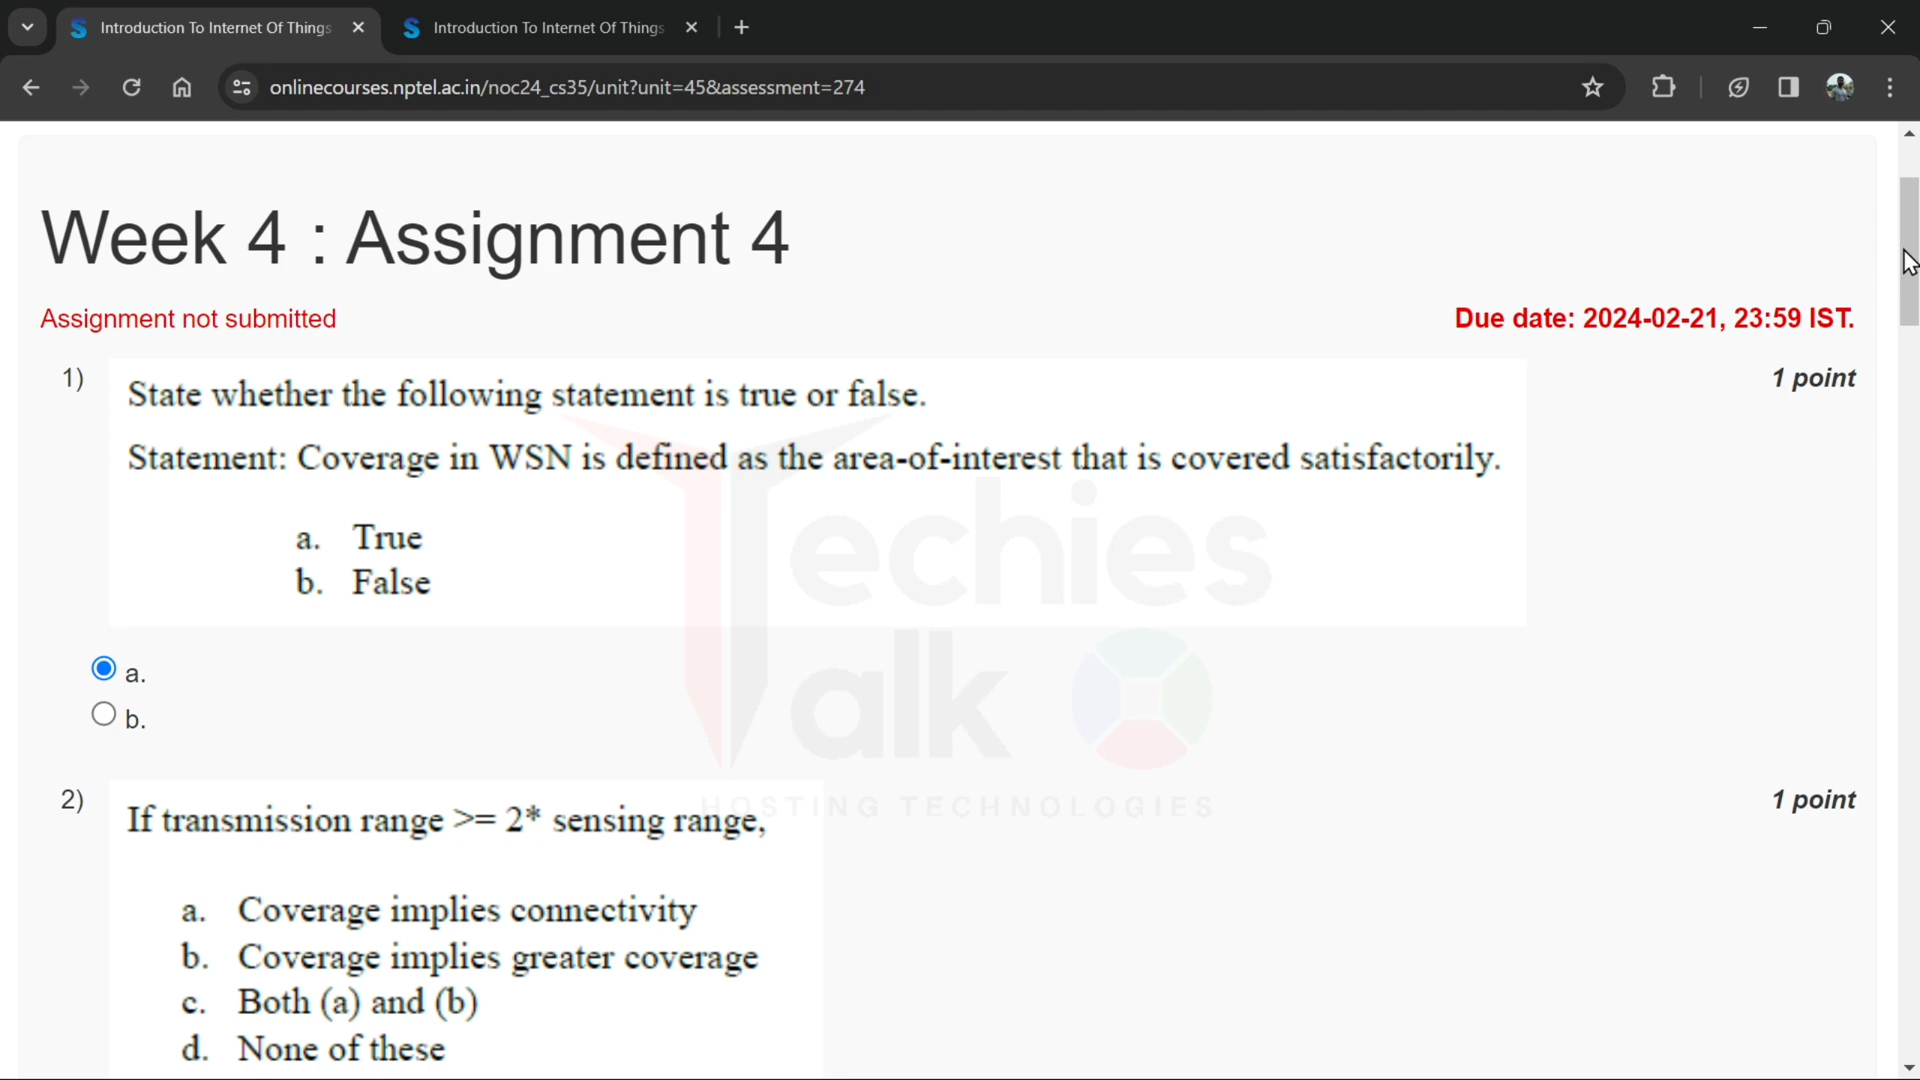 Introduction To Internet Of Things
Introduction To Internet Of Things
onlinecourses.nptel.ac.in/noc24_cs35/unit?unit=45&assessment=274
Week 4 : Assignment 4
Assignment not submitted
Due date: 2024-02-21, 23:59 IST.
1)
1 point
State whether the following statement is true or false.
Statement: Coverage in WSN is defined as the area-of-interest that is covered satisfactorily.
a. True
b. False
a.
b.
Techies
Talk
HOSTING TECHNOLOGIES
2)
1 point
If transmission range >= 2* sensing range,
a. Coverage implies connectivity
b. Coverage implies greater coverage
c. Both (a) and (b)
d. None of these